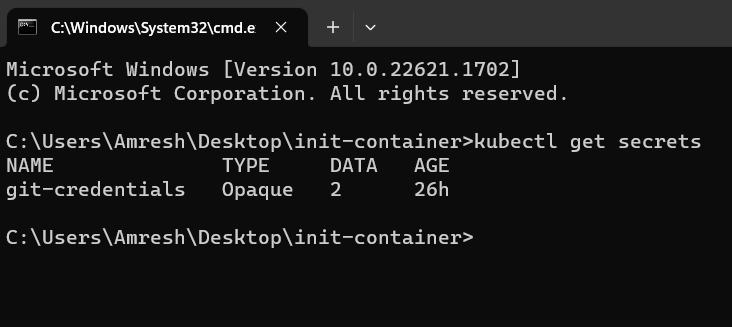 C:\Windows\System32\cmd.e
Microsoft Windows [Version 10.0.22621.1702]
(c) Microsoft Corporation. All rights reserved.
C:\Users\Amresh\Desktop\init-container>kubectl get secrets
NAME TYPE DATA AGE
git-credentials Opaque 2 26h
C:\Users\Amresh\Desktop\init-container>